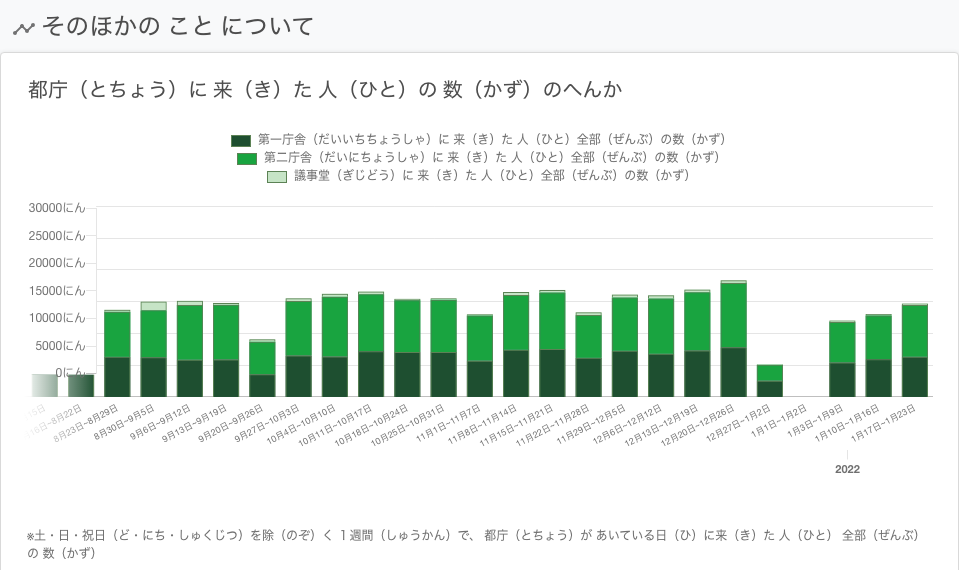 そのほかの こと について
都庁（とちょう）に 来（き）た 人（ひと）の 数（かず）のへんか
第一庁舎（だいいちちょうしゃ）に 来（き）た 人（ひと）全部（ぜんぶ）の数（かず）
第二庁舎（だいにちょうしゃ）に 来（き）た 人（ひと）全部（ぜんぶ）の数（かず）
議事堂（ぎじどう）に 来（き）た 人（ひと）全部（ぜんぶ）の数（かず）
30000にん
25000にん
20000にん
15000にん
10000にん
5000にん
0にん
16日~8月22日
8月23日~8月29日
8月30日~9月5日
9月6日~9月12日
9月13日~9月19日
9月20日~9月26日
9月27日~10月3日
10月4日~10月10日
10月11日~10月17日
10月18日~10月24日
10月25日~10月31日
11月1日~11月7日
11月8日~11月14日
11月15日~11月21日
11月22日~11月28日
11月29日~12月5日
12月6日~12月12日
12月13日~12月19日
12月20日~12月26日
12月27日~1月2日
1月1日~1月2日
1月3日~1月9日
1月10日~1月16日
1月17日~1月23日
2022
※土・日・祝日（ど・にち・しゅくじつ）を除（のぞ）く １週間（しゅうかん）で、 都庁（とちょう）が あいている日（ひ）に来（き）た 人（ひと） 全部（ぜんぶ）
の 数（かず）